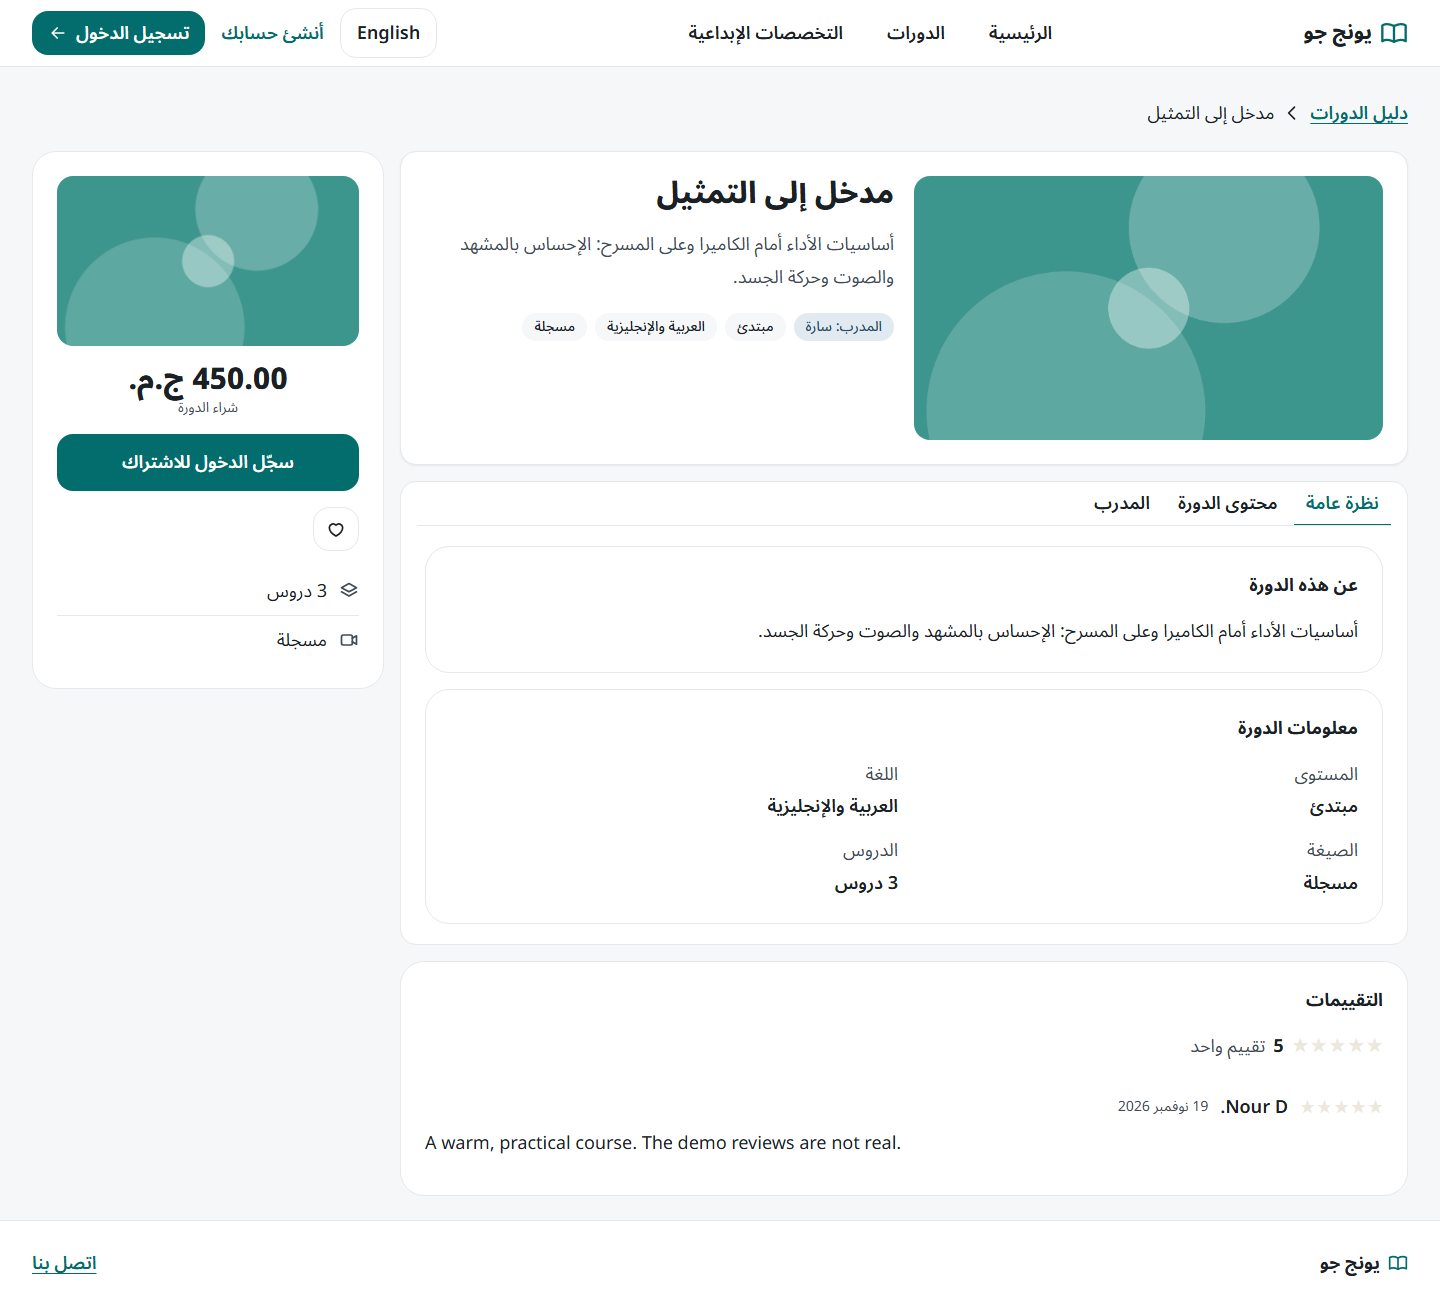 يونج جو
الرئيسية
الدورات
التخصصات الإبداعية
English
أنشئ حسابك
تسجيل الدخول
دليل الدورات
مدخل إلى التمثيل
مدخل إلى التمثيل
أساسيات الأداء أمام الكاميرا وعلى المسرح: الإحساس بالمشهد
والصوت وحركة الجسد.
المدرب: سارة
مبتدئ
العربية والإنجليزية
مسجلة
450.00 ج.م.
شراء الدورة
سجّل الدخول للاشتراك
3 دروس
مسجلة
نظرة عامة
محتوى الدورة
المدرب
عن هذه الدورة
أساسيات الأداء أمام الكاميرا وعلى المسرح: الإحساس بالمشهد والصوت وحركة الجسد.
معلومات الدورة
المستوى
مبتدئ
اللغة
العربية والإنجليزية
الصيغة
مسجلة
الدروس
3 دروس
التقييمات
5 تقييم واحد
Nour D.
19 نوفمبر 2026
A warm, practical course. The demo reviews are not real.
يونج جو
اتصل بنا